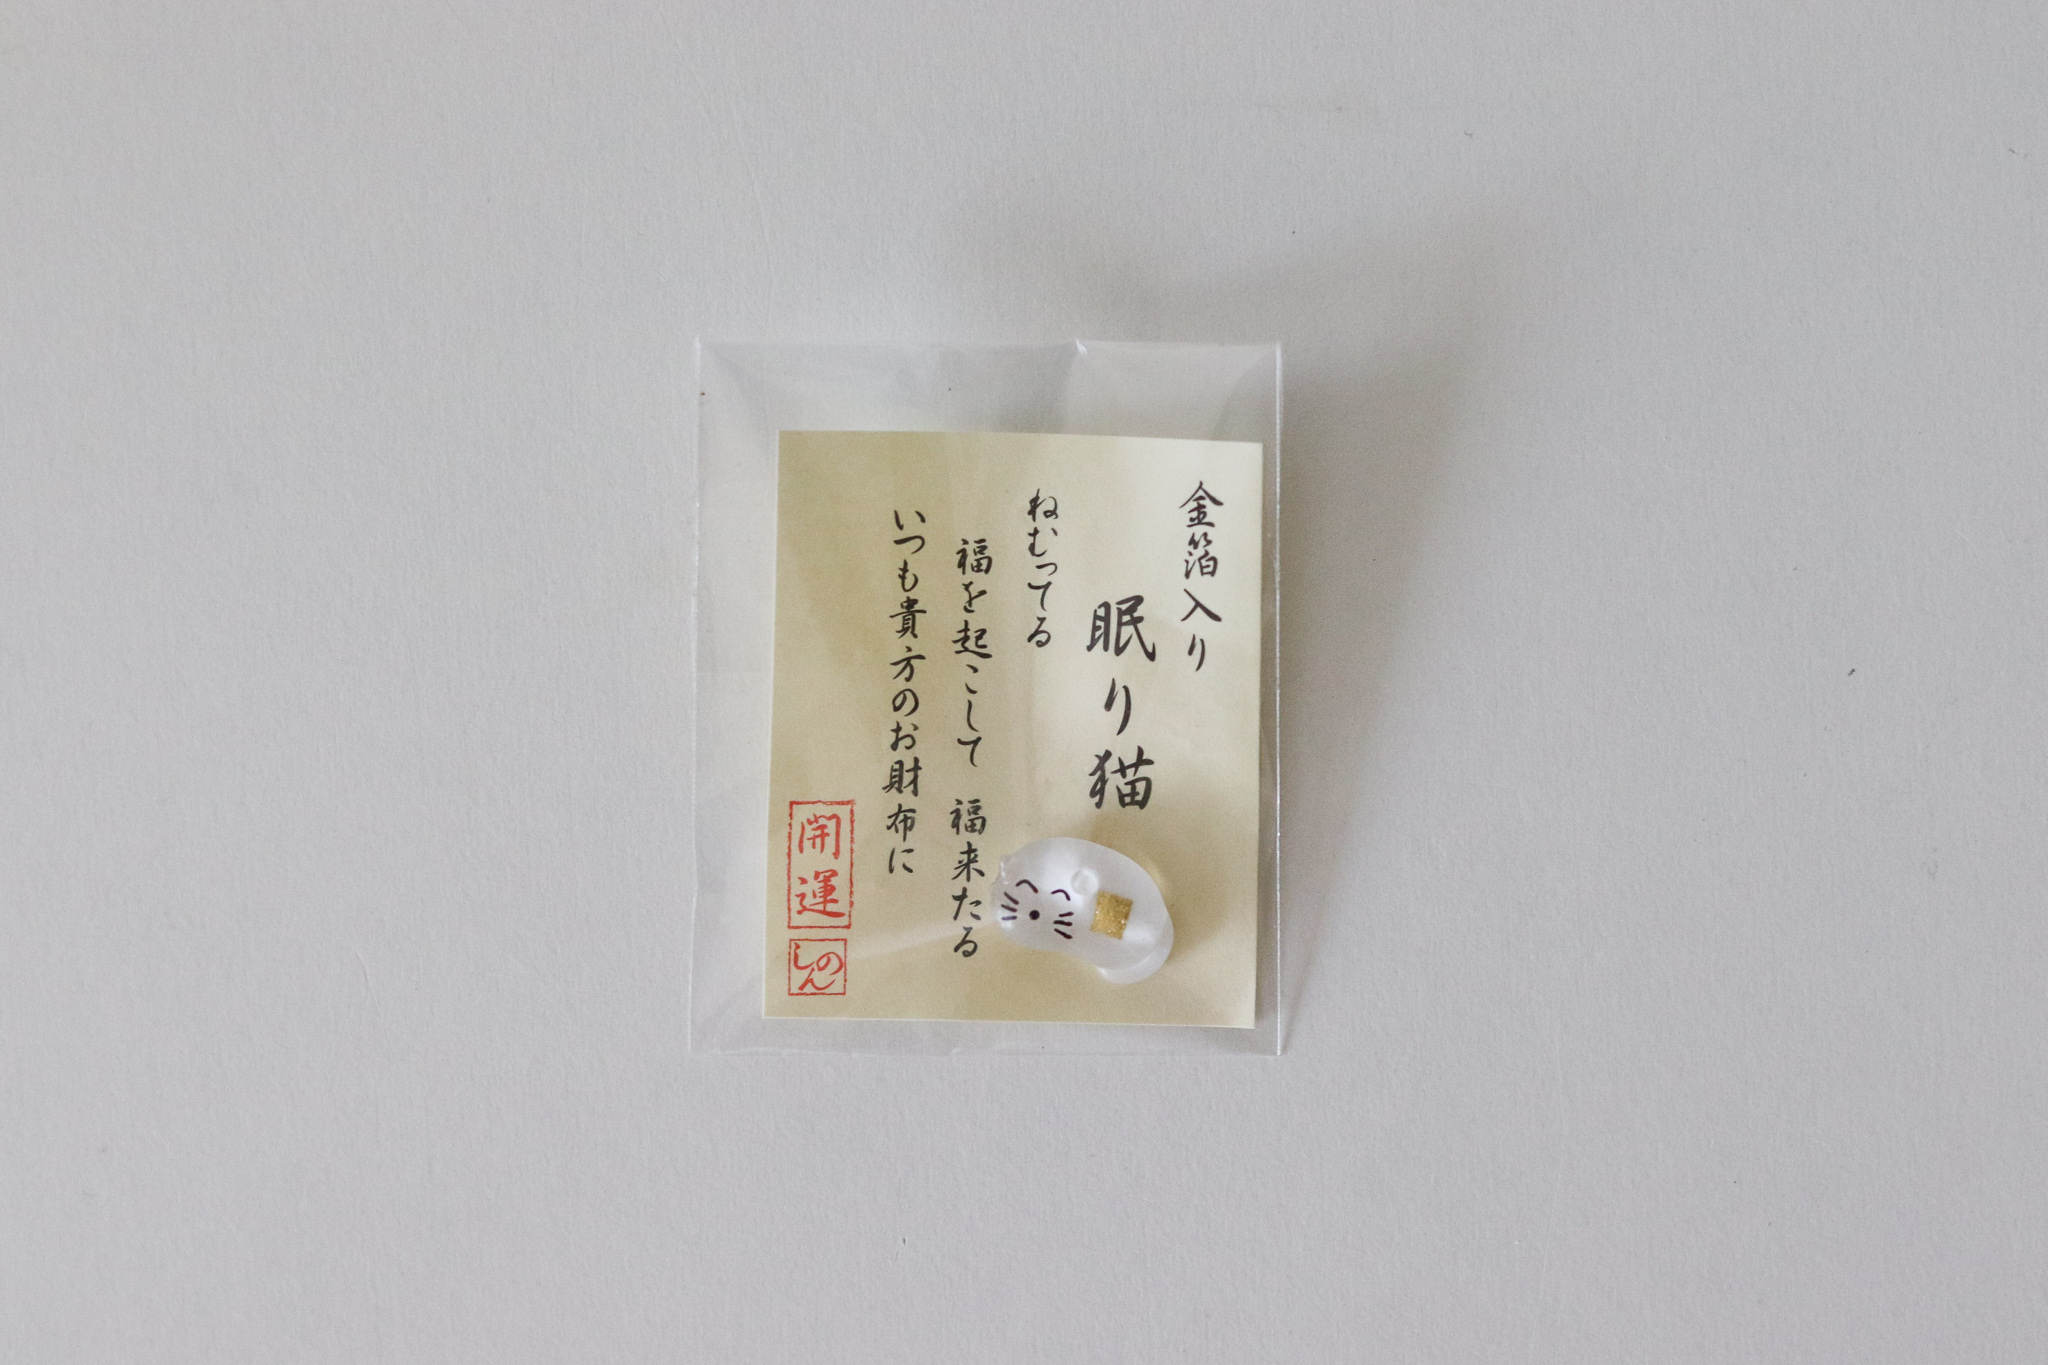 金箔入り
眠り猫
ねむってる
福を起こして 福来たる
いつも貴方のお財布に
開運
しのん